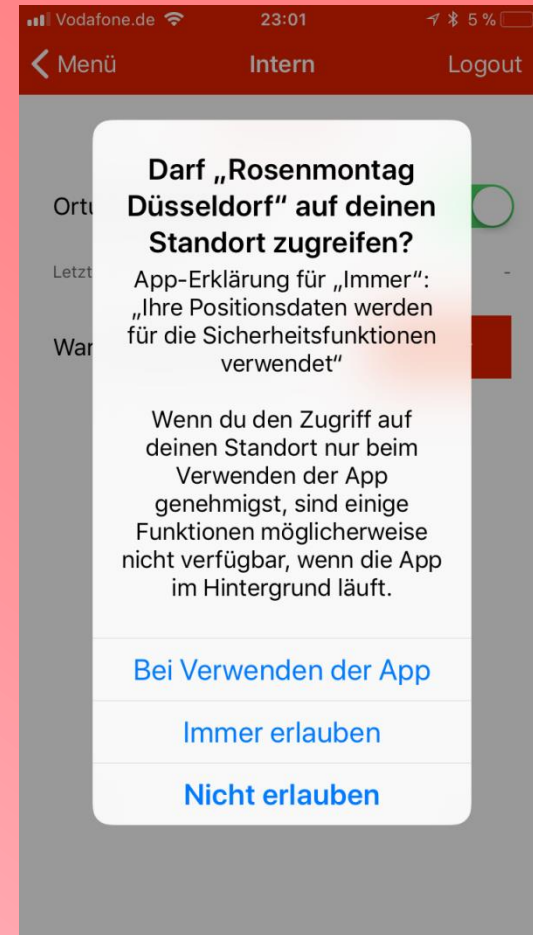 Vodafone.de 23:01 5 %
Menü Intern Logout
Darf „Rosenmontag
Düsseldorf“ auf deinen
Standort zugreifen?
App-Erklärung für „Immer“:
„Ihre Positionsdaten werden
für die Sicherheitsfunktionen
verwendet“
Wenn du den Zugriff auf
deinen Standort nur beim
Verwenden der App
genehmigst, sind einige
Funktionen möglicherweise
nicht verfügbar, wenn die App
im Hintergrund läuft.
Bei Verwenden der App
Immer erlauben
Nicht erlauben